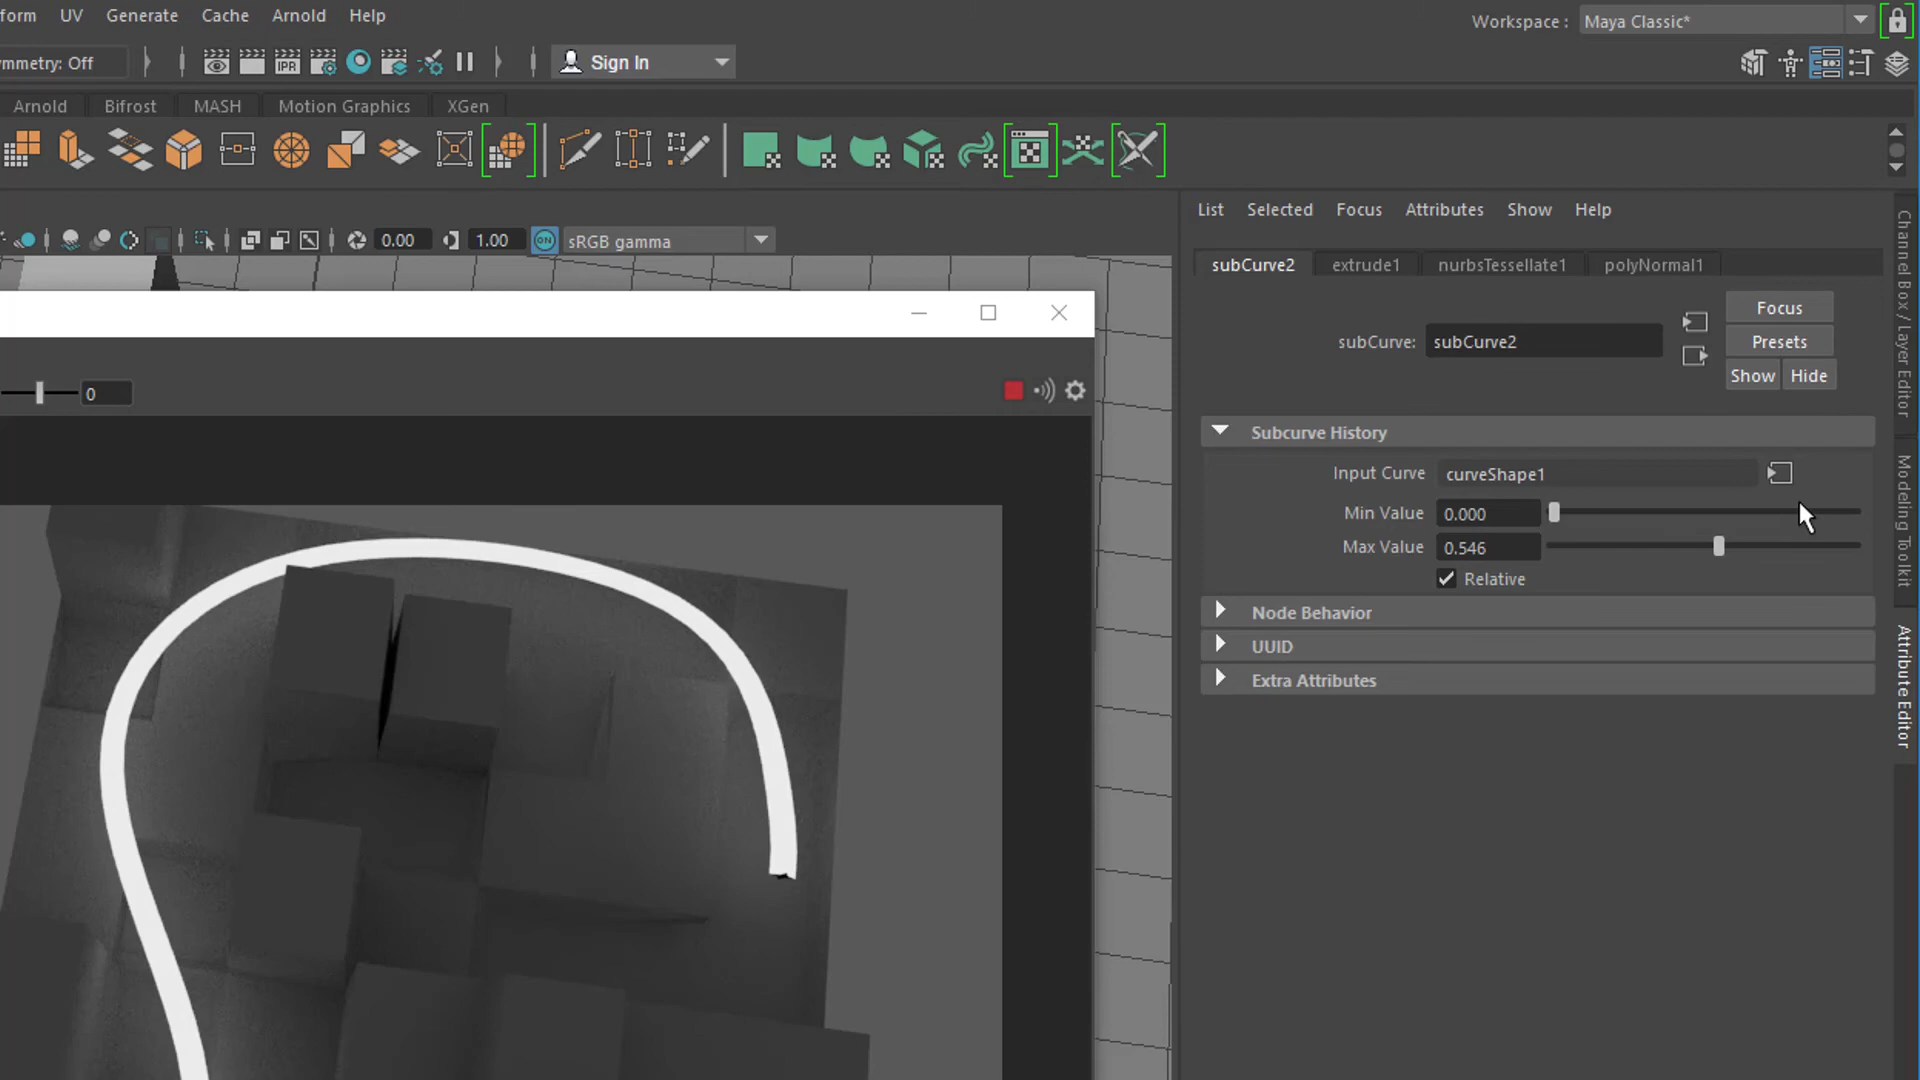 form UV Generate Cache Arnold Help
Workspace : Maya Classic*
mmetry: Off
IPR
Sign In
Arnold Bifrost MASH Motion Graphics XGen
List Selected Focus Attributes Show Help
0.00 1.00 ON sRGB gamma
subCurve2 extrude1 nurbsTessellate1 polyNormal1
Focus
subCurve: subCurve2 Presets
Show Hide
0
Subcurve History
Input Curve curveShape1
Min Value 0.000
Max Value 0.546
Relative
Node Behavior
UUID
Extra Attributes
Channel Box / Layer Editor
Modeling Toolkit
Attribute Editor